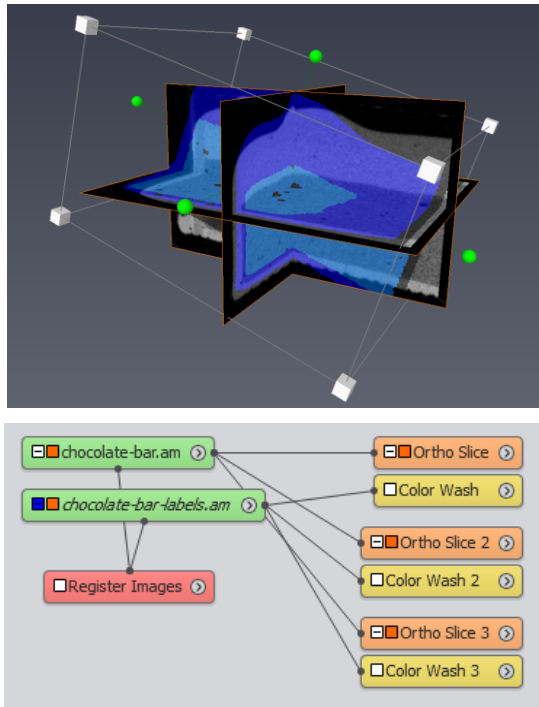 chocolate-bar.am
Ortho Slice
Color Wash
chocolate-bar-labels.am
Ortho Slice 2
Color Wash 2
Register Images
Ortho Slice 3
Color Wash 3